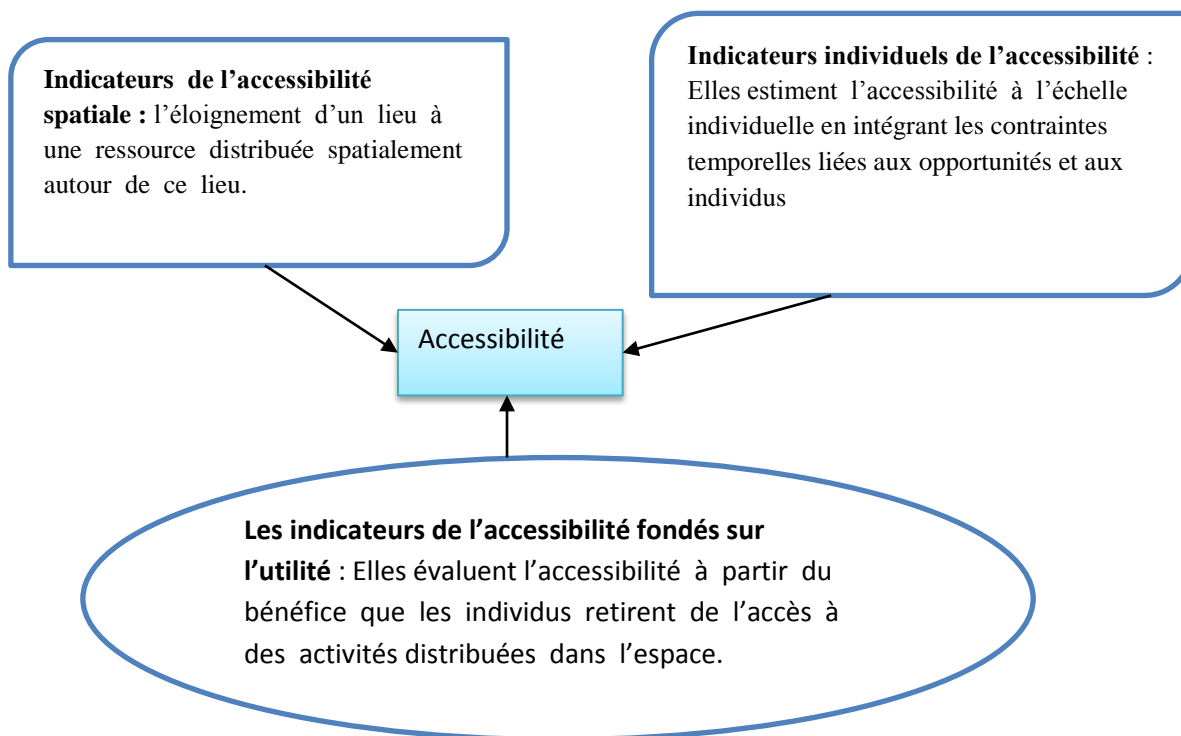 Indicateurs de l’accessibilité
spatiale : l’éloignement d’un lieu à
une ressource distribuée spatialement
autour de ce lieu.
Indicateurs individuels de l’accessibilité :
Elles estiment l’accessibilité à l’échelle
individuelle en intégrant les contraintes
temporelles liées aux opportunités et aux
individus
Accessibilité
Les indicateurs de l’accessibilité fondés sur
l’utilité : Elles évaluent l’accessibilité à partir du
bénéfice que les individus retirent de l’accès à
des activités distribuées dans l’espace.